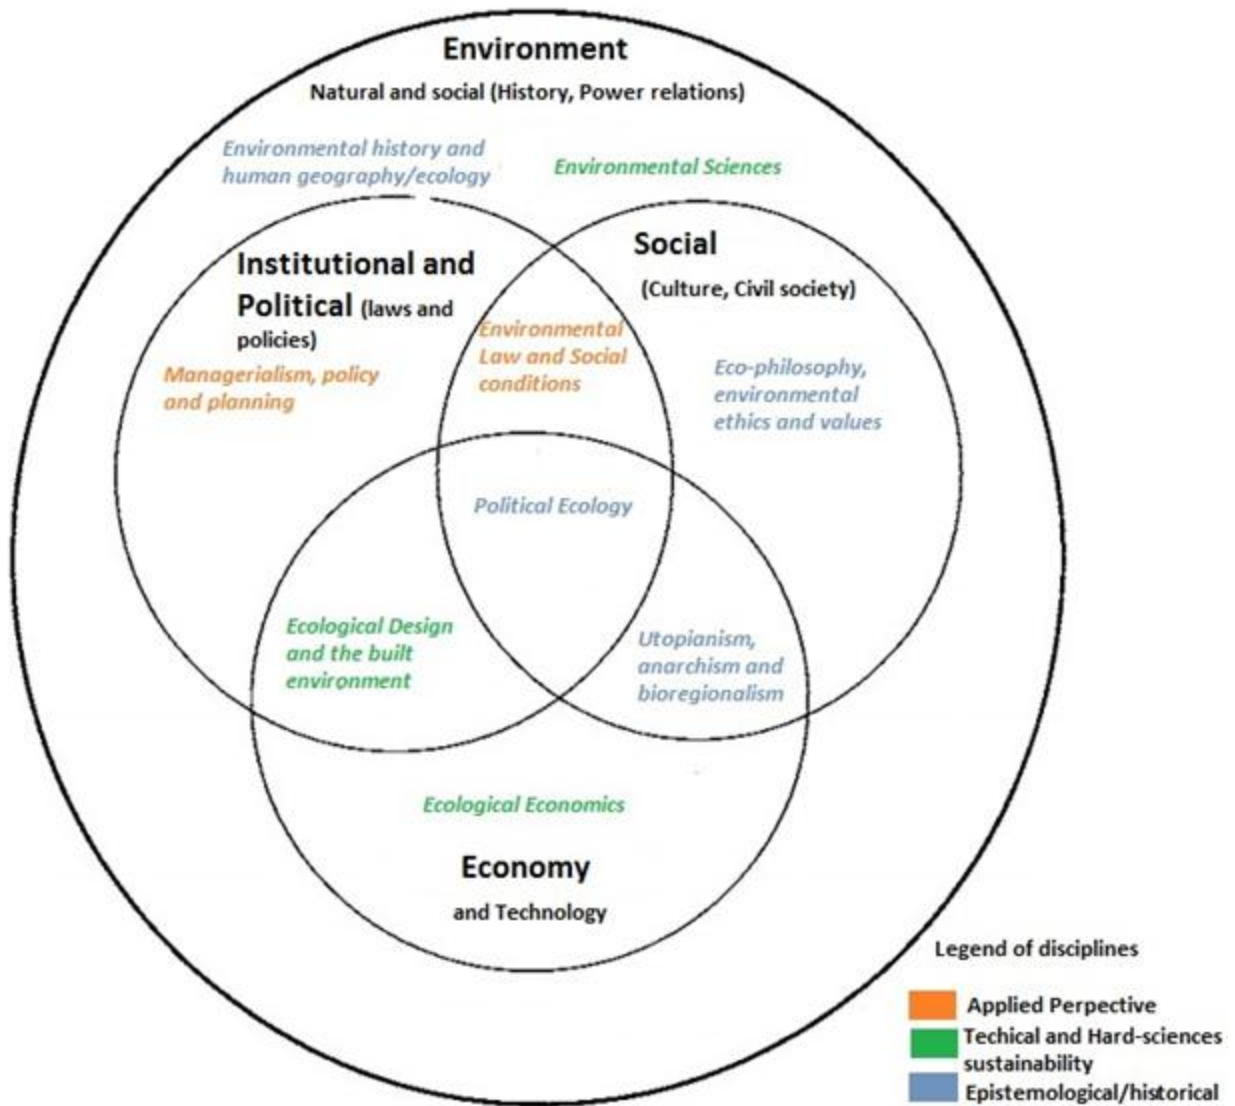 Environment
Natural and social (History, Power relations)
Environmental history and
human geography/ecology
Environmental Sciences
Institutional and
Political (laws and
policies)
Managerialism, policy
and planning
Social
(Culture, Civil society)
Environmental
Law and Social
conditions
Eco-philosophy,
environmental
ethics and values
Political Ecology
Ecological Design
and the built
environment
Utopianism,
anarchism and
bioregionalism
Ecological Economics
Economy
and Technology
Legend of disciplines
Applied Perpective
Techical and Hard-sciences
sustainability
Epistemological/historical